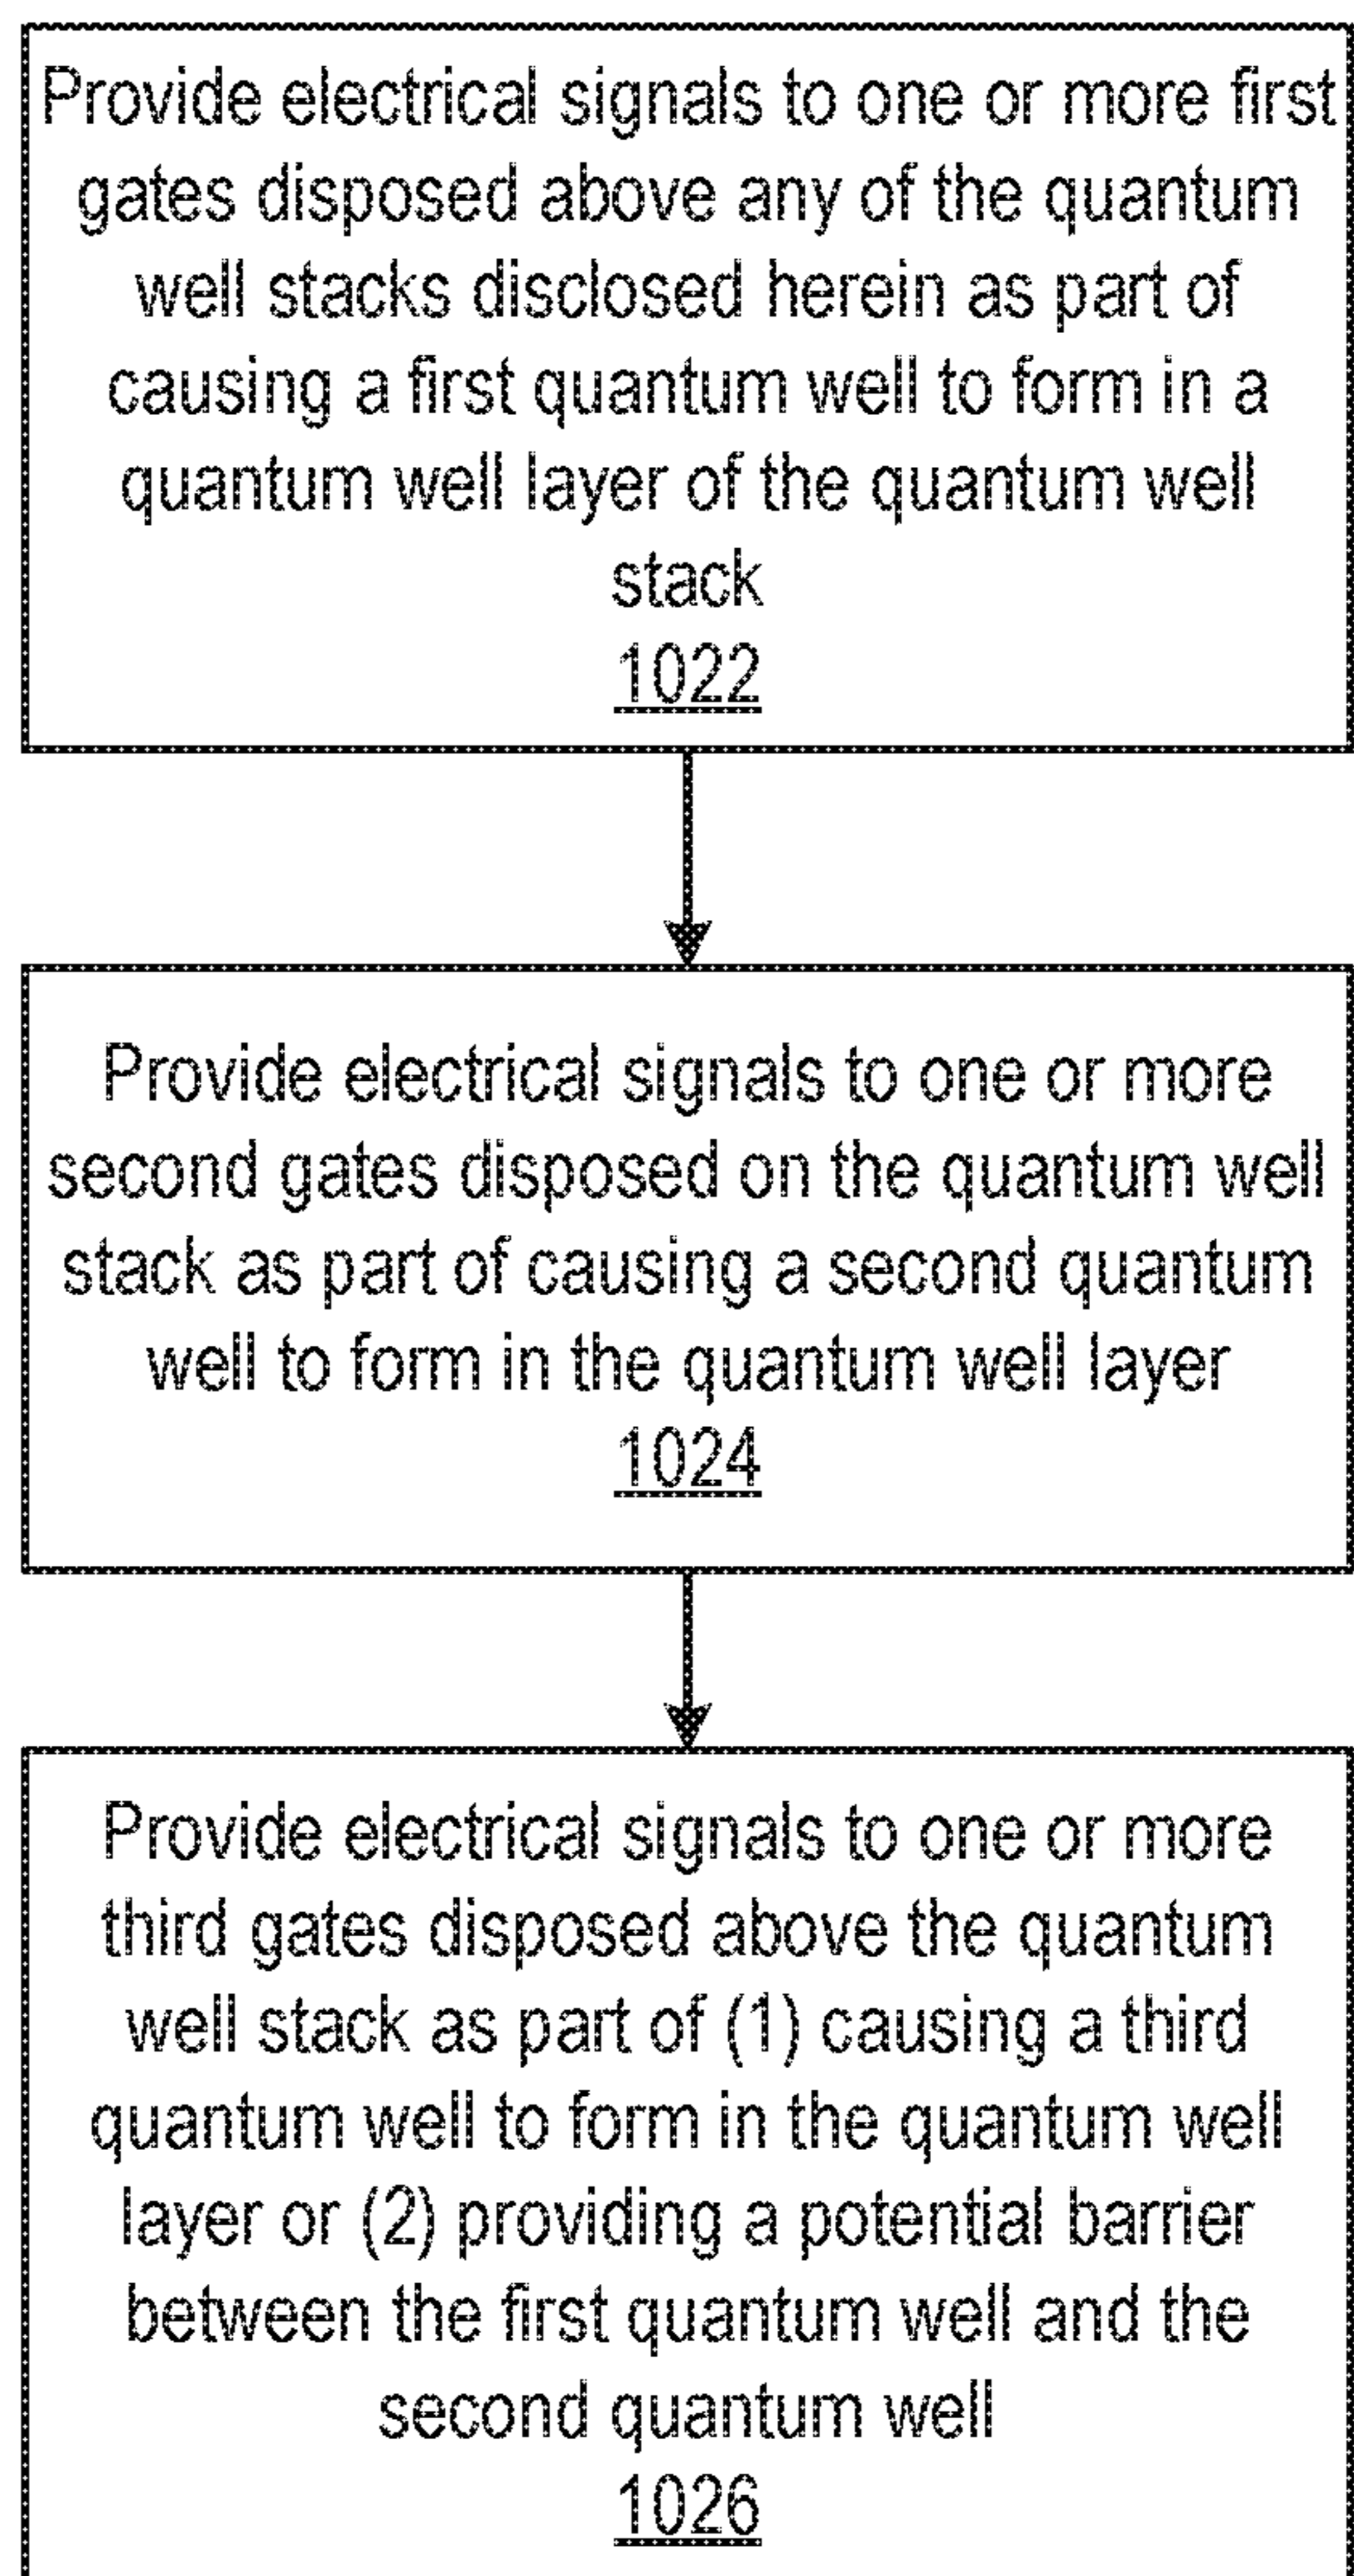 Provide electrical signals to one or more first
gates disposed above any of the quantum
well stacks disclosed herein as part of
causing a first quantum well to form in a
quantum well layer of the quantum well
stack
1022
Provide electrical signals to one or more
second gates disposed on the quantum well
stack as part of causing a second quantum
well to form in the quantum well layer
1024
Provide electrical signals to one or more
third gates disposed above the quantum
well stack as part of (1) causing a third
quantum well to form in the quantum well
layer or (2) providing a potential barrier
between the first quantum well and the
second quantum well
1026